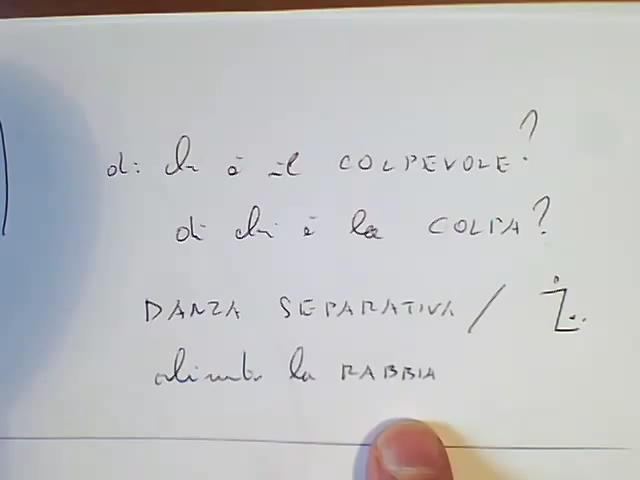 di chi è il COLPEVOLE?
di chi è la COLPA?
DANZA SEPARATIVA /
alimenta la RABBIA